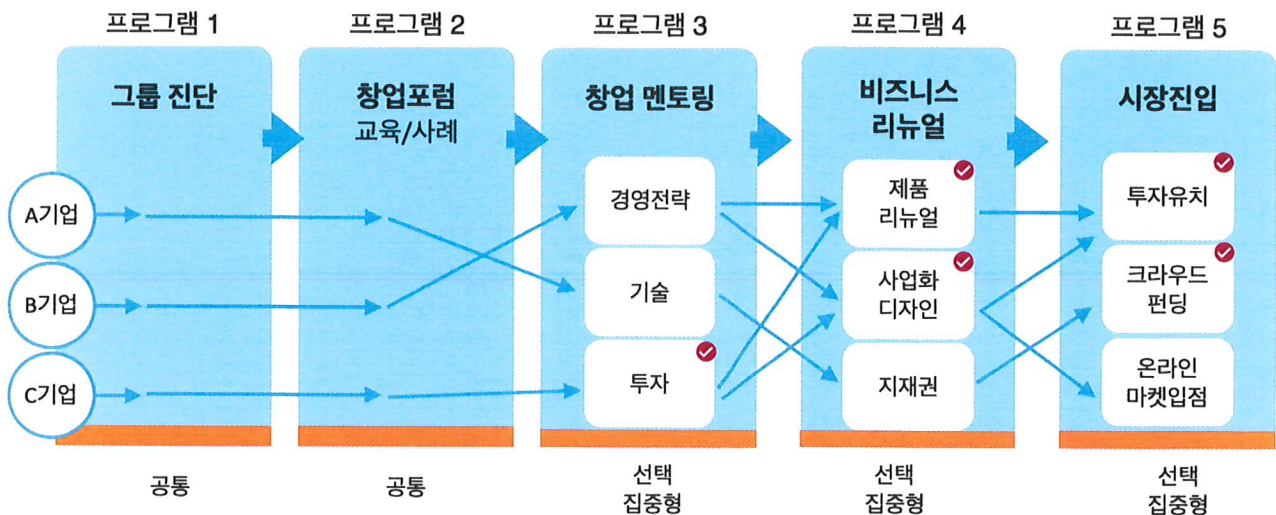 프로그램 1
프로그램 2
프로그램 3
프로그램 4
프로그램 5
그룹 진단
창업포럼
교육/사례
창업 멘토링
비즈니스
리뉴얼
시장진입
A기업
B기업
C기업
경영전략
기술
투자
제품
리뉴얼
사업화
디자인
지재권
투자유치
크라우드
펀딩
온라인
마켓입점
공통
공통
선택
집중형
선택
집중형
선택
집중형